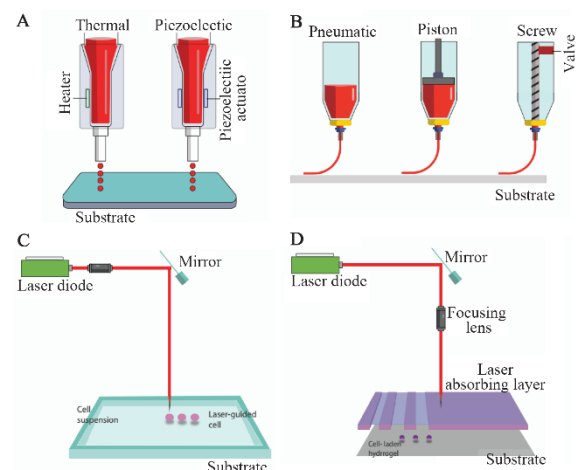 A
Thermal
Piezoelectic
Heater
Piezoelectiic
actuato
Substrate
B
Pneumatic
Piston
Screw
Valve
Substrate
C
Mirror
Laser diode
Cell
suspension
Laser-guided
cell
Substrate
D
Mirror
Laser diode
Focusing
lens
Laser
absorbing layer
Cell-laden
hydrogel
Substrate